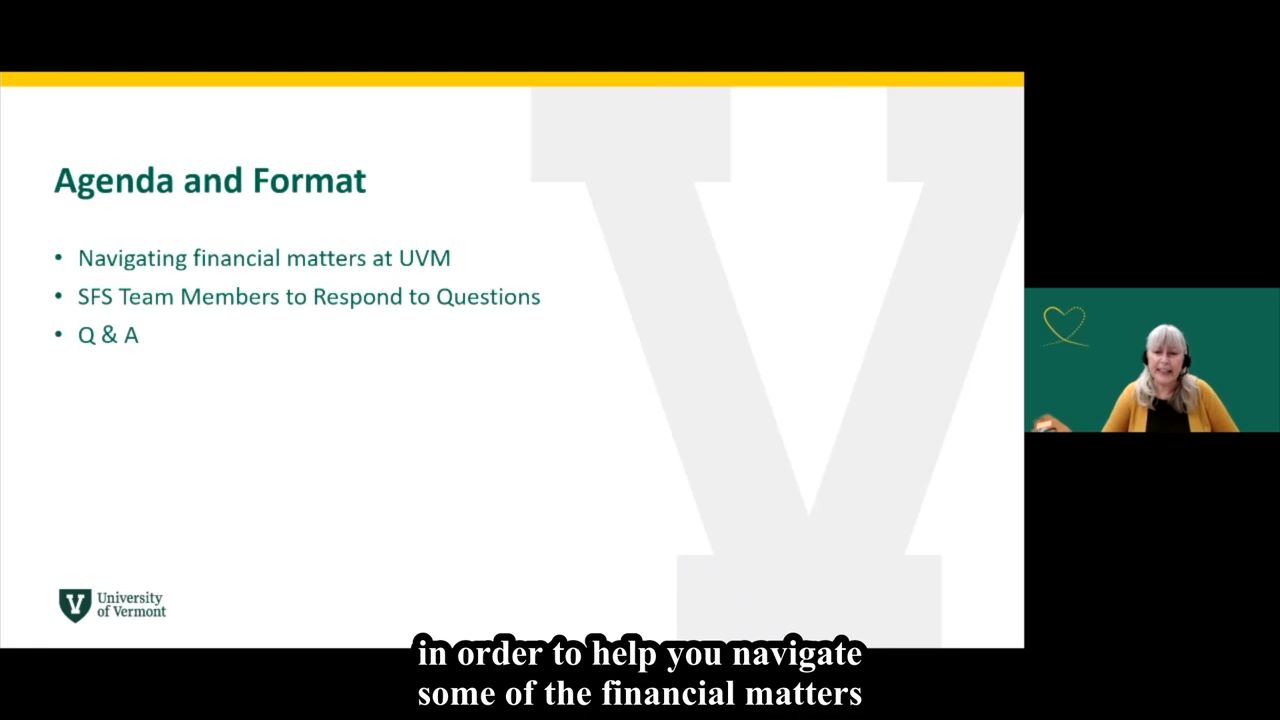 Agenda and Format
• Navigating financial matters at UVM
• SFS Team Members to Respond to Questions
• Q & A
V
University
of Vermont
in order to help you navigate
some of the financial matters